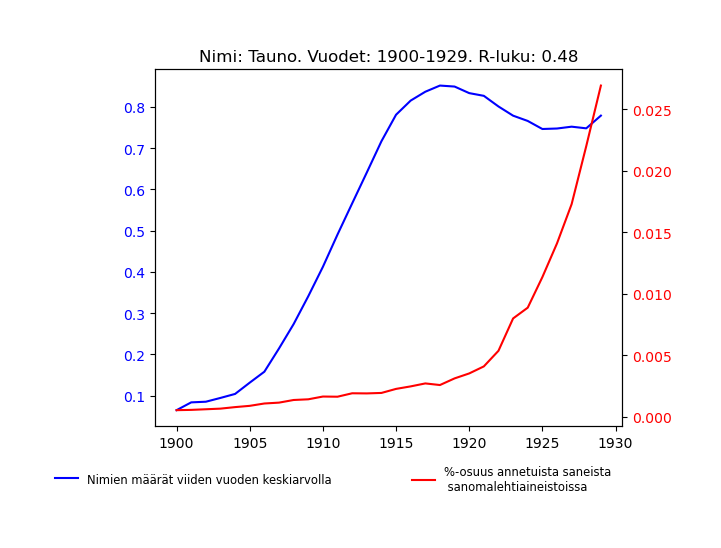 Nimi: Tauno. Vuodet: 1900-1929. R-luku: 0.48
0.8
0.7
0.6
0.5
0.4
0.3
0.2
0.1
0.025
0.020
0.015
0.010
0.005
0.000
1900 1905 1910 1915 1920 1925 1930
Nimien määrät viiden vuoden keskiarvolla
%-osuus annetuista saneista
sanomalehtiaineistoissa